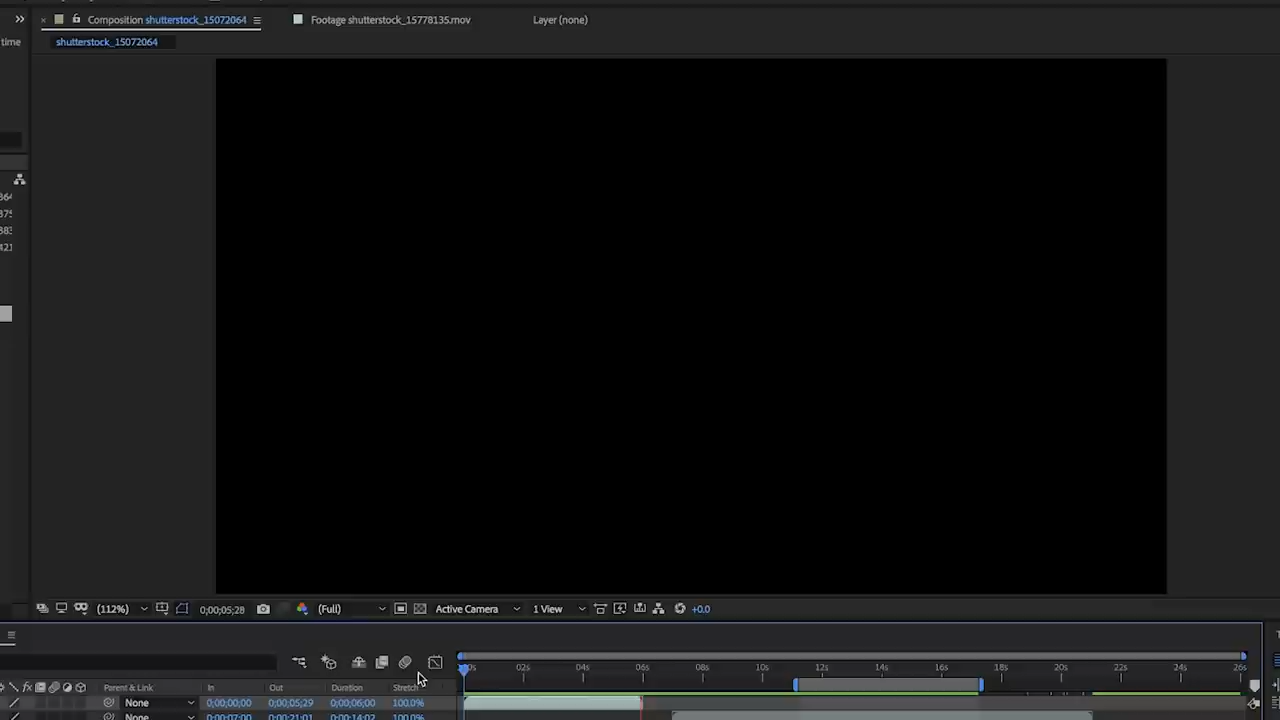 Composition shutterstock_15072064
Footage shutterstock_15778135.mov
Layer (none)
time
shutterstock_15072064
(112%)
0;00;05;28
(Full)
Active Camera
1 View
+0.0
02s
04s
06s
08s
10s
12s
14s
16s
18s
20s
22s
24s
26s
fx
Parent & Link
In
Out
Duration
Stretch
None
0;00;00;00
0;00;05;29
0;00;06;00
100.0%
None
0;00;07;00
0;00;21;01
0;00;14;02
100.0%